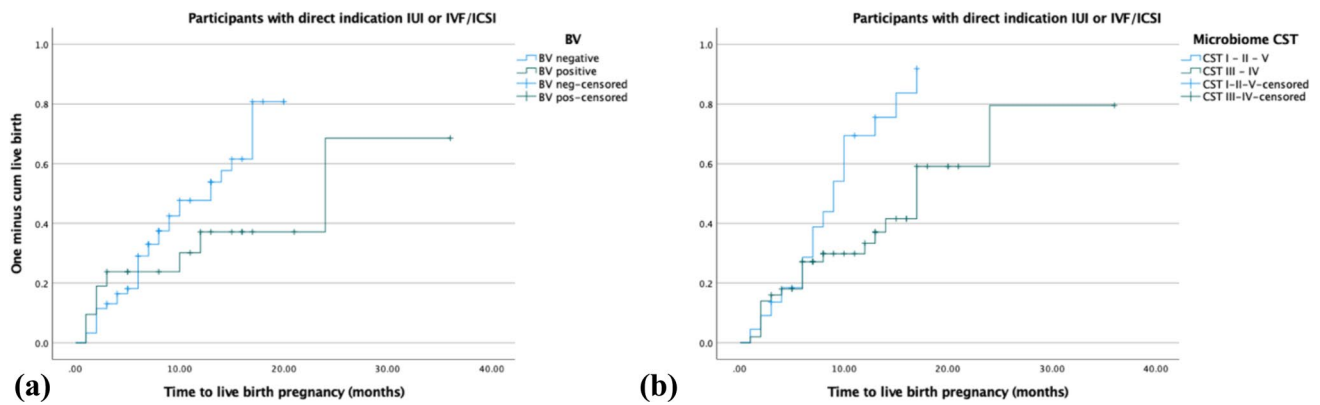 Participants with direct indication IUI or IVF/ICSI
One minus cum live birth
1.0
0.8
0.6
0.4
0.2
0.0
.00
10.00
20.00
30.00
40.00
Time to live birth pregnancy (months)
BV
BV negative
BV positive
BV neg-censored
BV pos-censored
(a)
Participants with direct indication IUI or IVF/ICSI
1.0
0.8
0.6
0.4
0.2
0.0
.00
10.00
20.00
30.00
40.00
Time to live birth pregnancy (months)
Microbiome CST
CST I - II - V
CST III - IV
CST I-II-V-censored
CST III-IV-censored
(b)